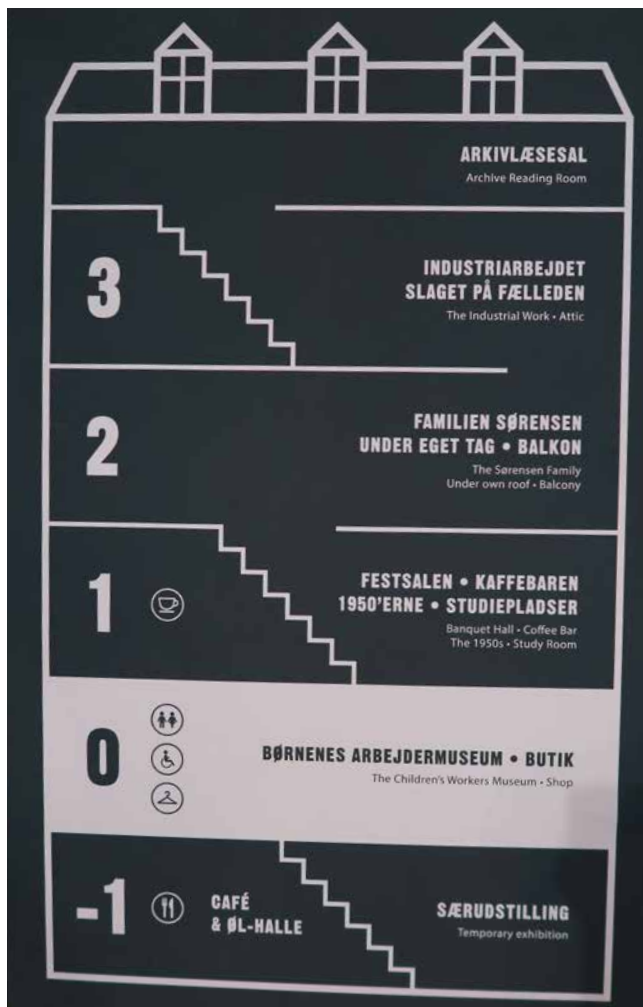 ARKIVLÆSESAL
Archive Reading Room
3
INDUSTRIARBEJDET
SLAGET PÅ FÆLLEDEN
The Industrial Work • Attic
2
FAMILIEN SØRENSEN
UNDER EGET TAG • BALKON
The Sørensen Family
Under own roof • Balcony
1
FESTSALEN • KAFFEBAREN
1950'ERNE • STUDIEPLADSER
Banquet Hall • Coffee Bar
The 1950s • Study Room
0
BØRNENES ARBEJDERMUSEUM • BUTIK
The Children's Workers Museum • Shop
-1
CAFÉ
& ØL-HALLE
SÆRUDSTILLING
Temporary exhibition